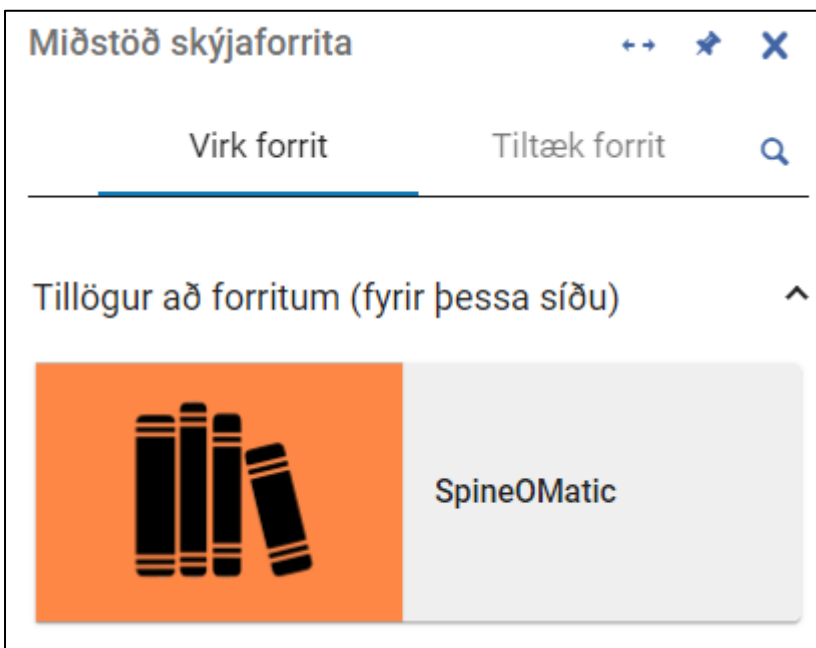 Miðstöð skýjaforrita
Virk forrit Tiltæk forrit
Tillögur að forritum (fyrir þessa síðu)
SpineOMatic